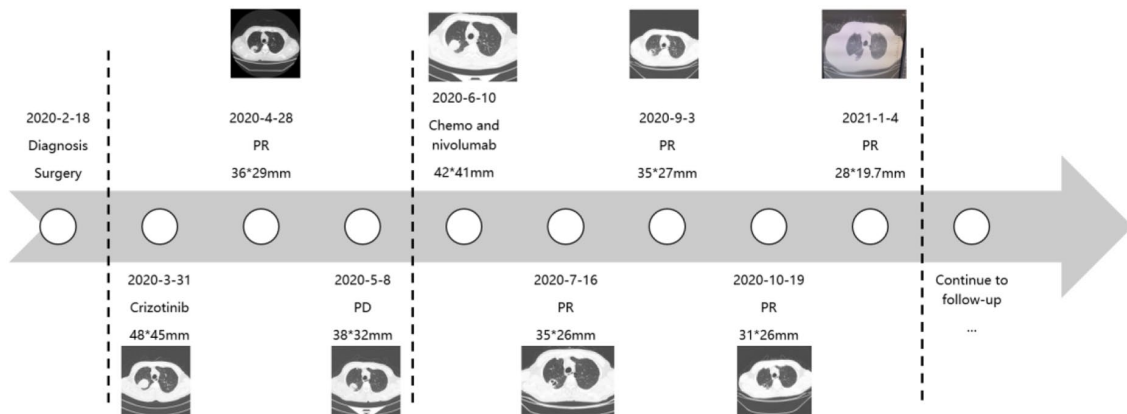 2020-2-18
Diagnosis
Surgery
2020-3-31
Crizotinib
48*45mm
2020-4-28
PR
36*29mm
2020-5-8
PD
38*32mm
2020-6-10
Chemo and
nivolumab
42*41mm
2020-7-16
PR
35*26mm
2020-9-3
PR
35*27mm
2020-10-19
PR
31*26mm
2021-1-4
PR
28*19.7mm
Continue to
follow-up
...